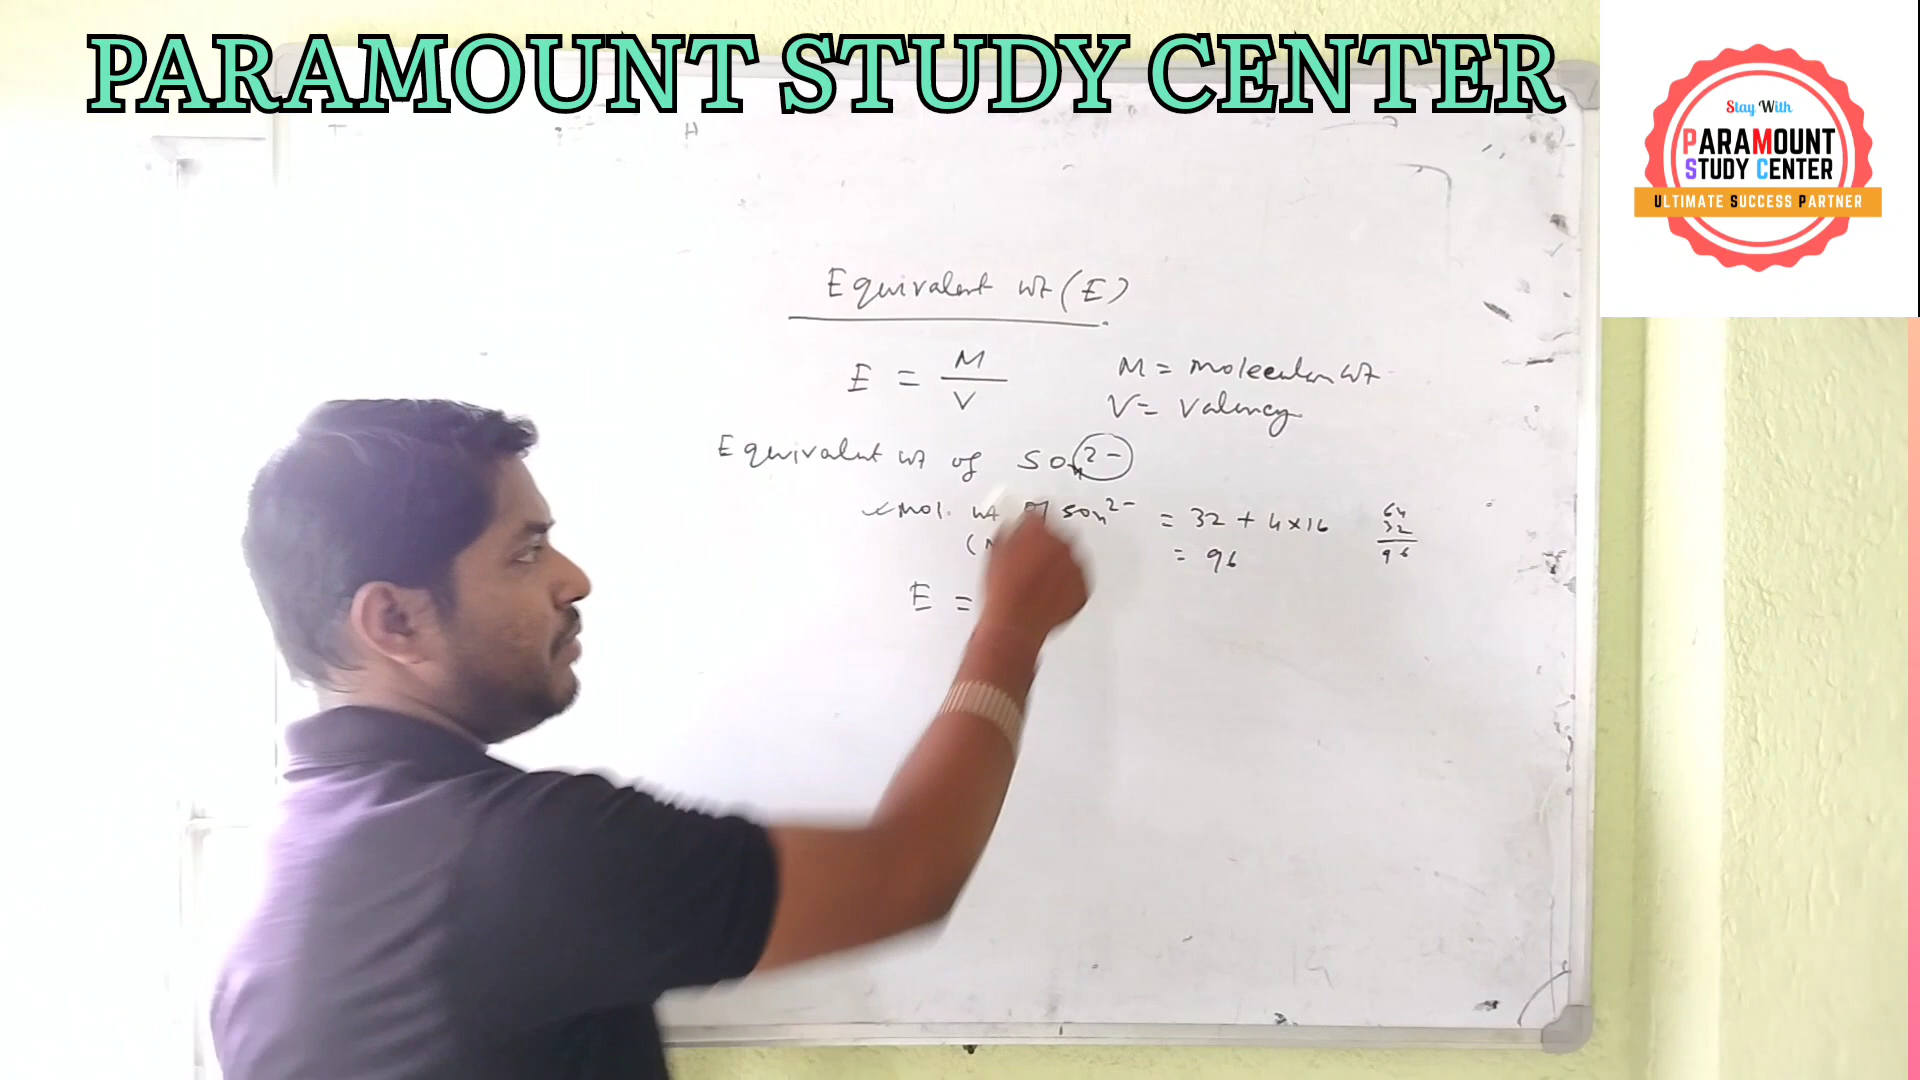 PARAMOUNT STUDY CENTER
Stay With
PARAMOUNT
STUDY CENTER
ULTIMATE SUCCESS PARTNER
Equivalent wt (E)
E = M / V
M = molecular wt
V = Valency
Equivalent wt of SO4 2-
mol. wt of SO4 2- = 32 + 4 x 16
= 96
64
32
96
E =